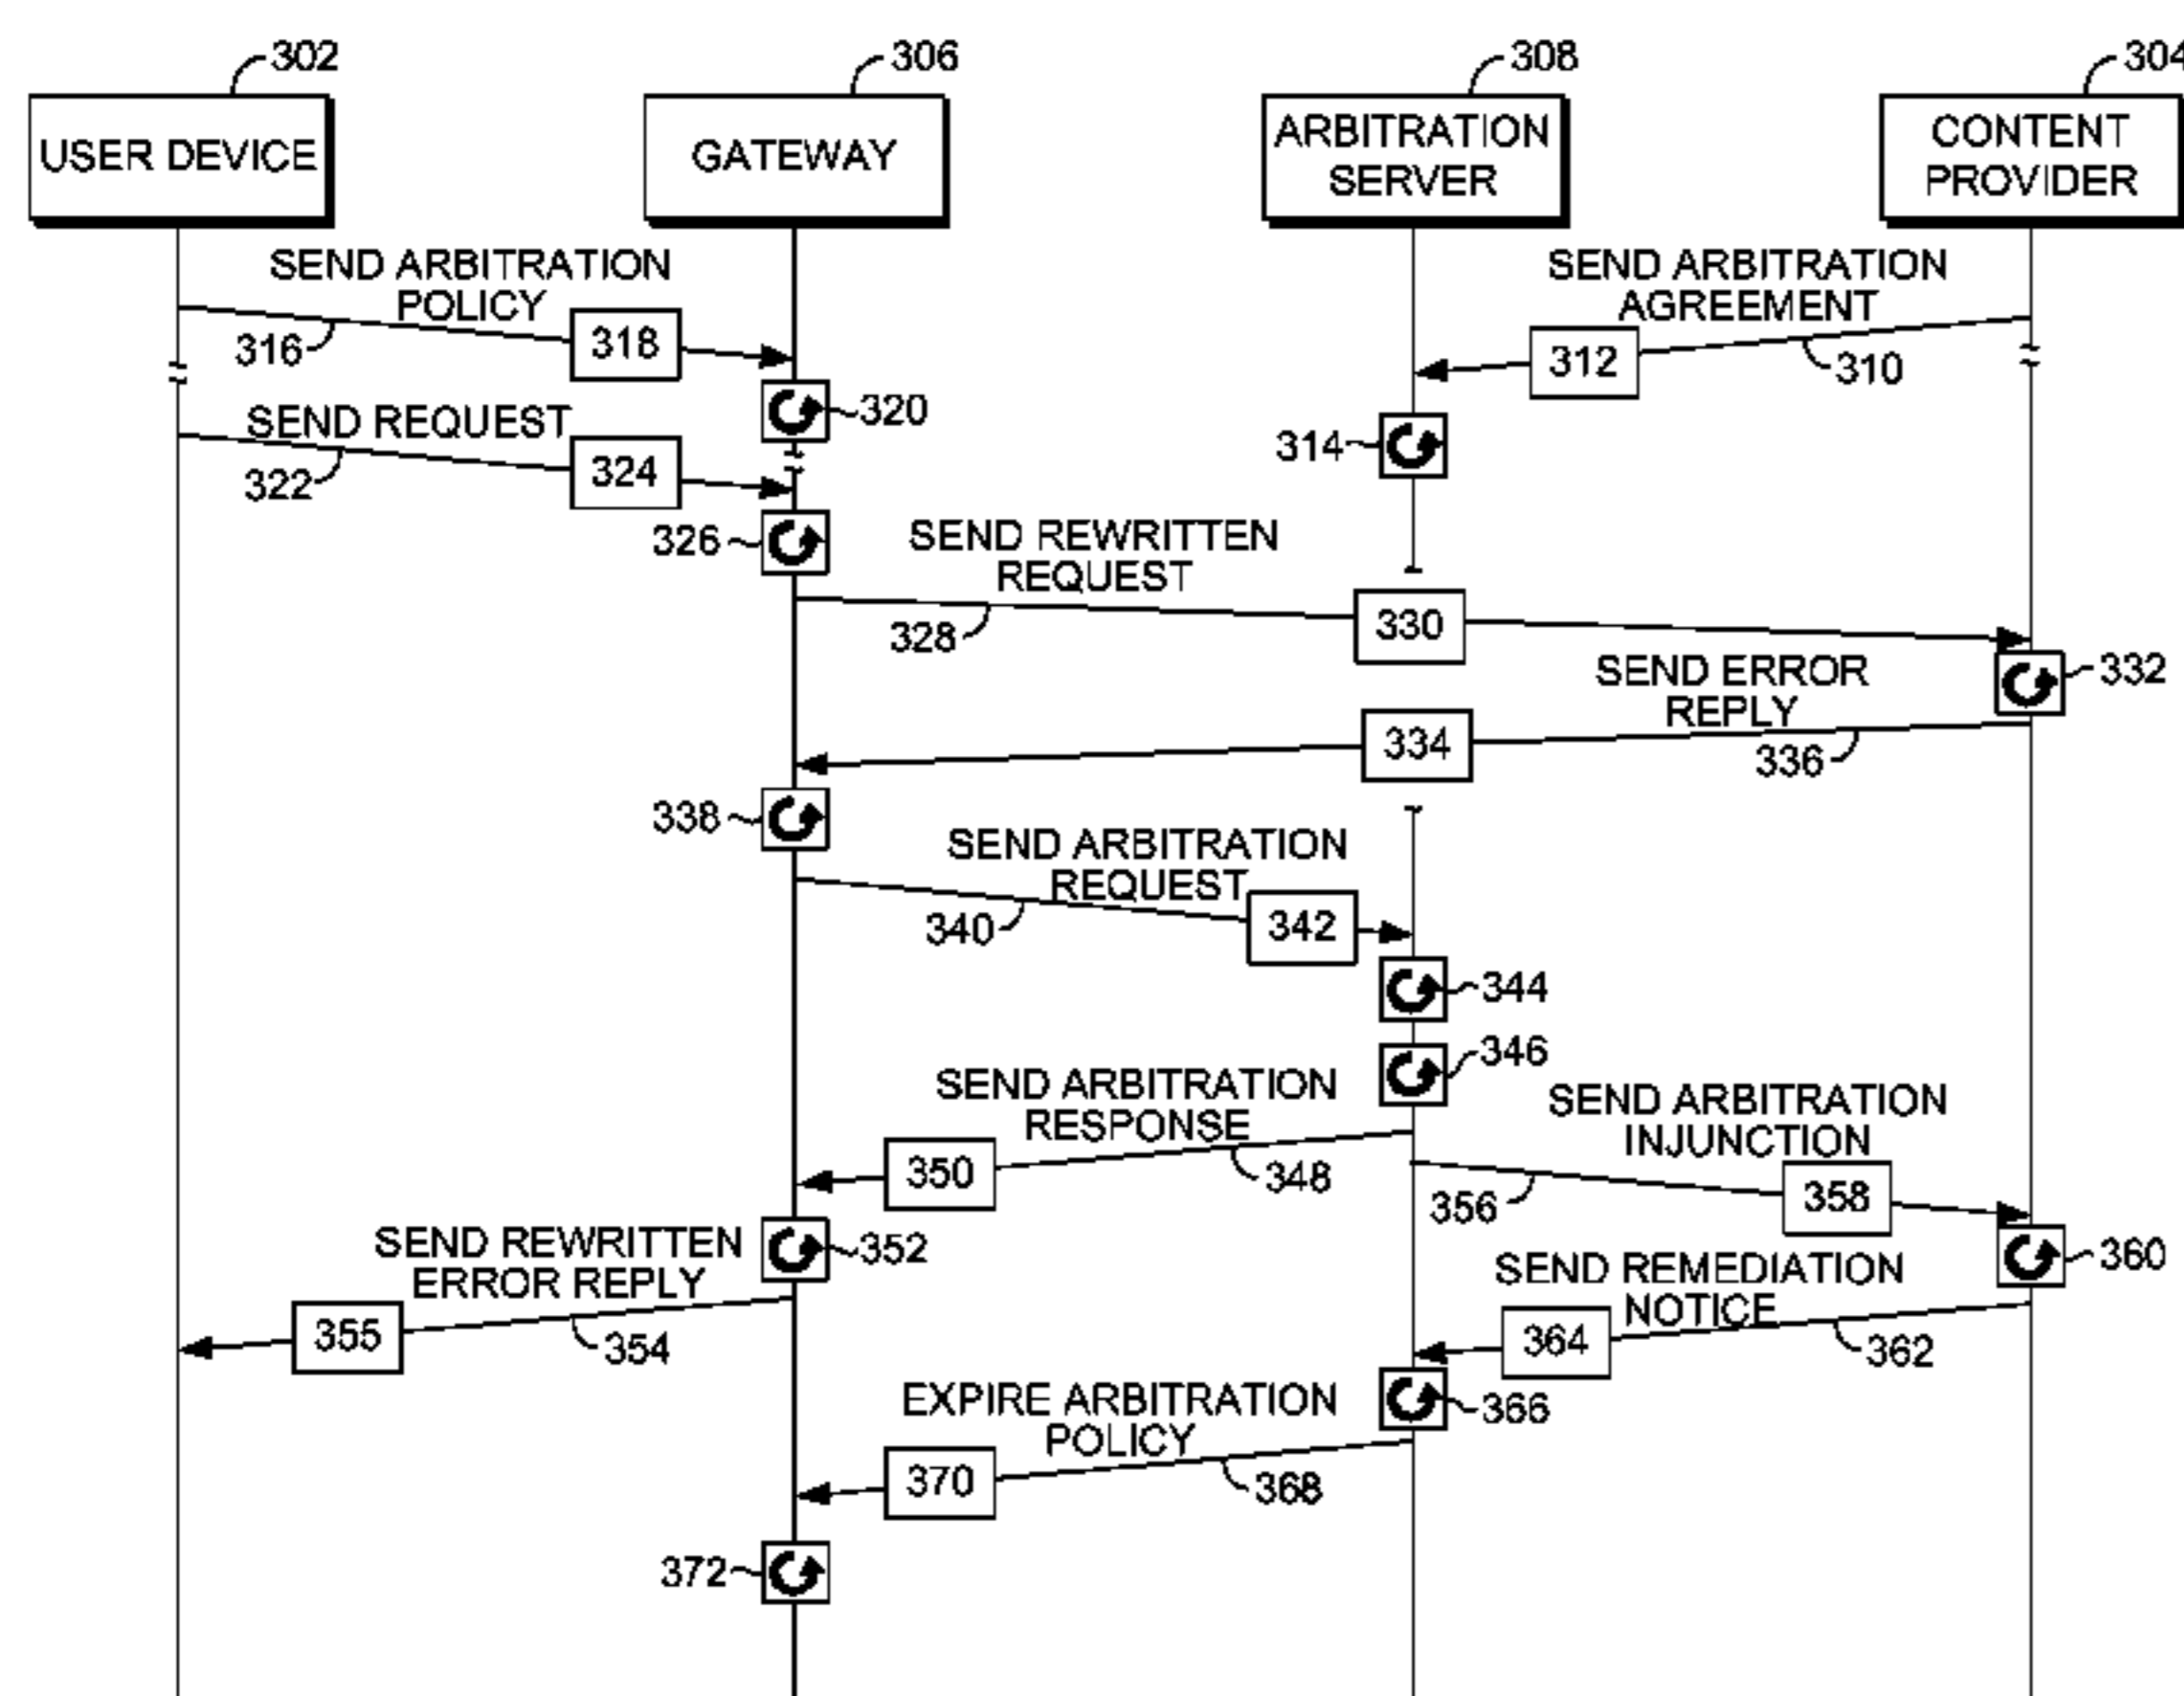 302
306
308
304
USER DEVICE
GATEWAY
ARBITRATION
SERVER
CONTENT
PROVIDER
SEND ARBITRATION
POLICY
316
318
320
SEND ARBITRATION
AGREEMENT
312
310
314
SEND REQUEST
322
324
326
SEND REWRITTEN
REQUEST
328
330
332
SEND ERROR
REPLY
334
336
338
SEND ARBITRATION
REQUEST
340
342
344
346
SEND ARBITRATION
RESPONSE
350
348
SEND ARBITRATION
INJUNCTION
356
358
352
360
SEND REWRITTEN
ERROR REPLY
355
354
SEND REMEDIATION
NOTICE
364
362
366
EXPIRE ARBITRATION
POLICY
370
368
372